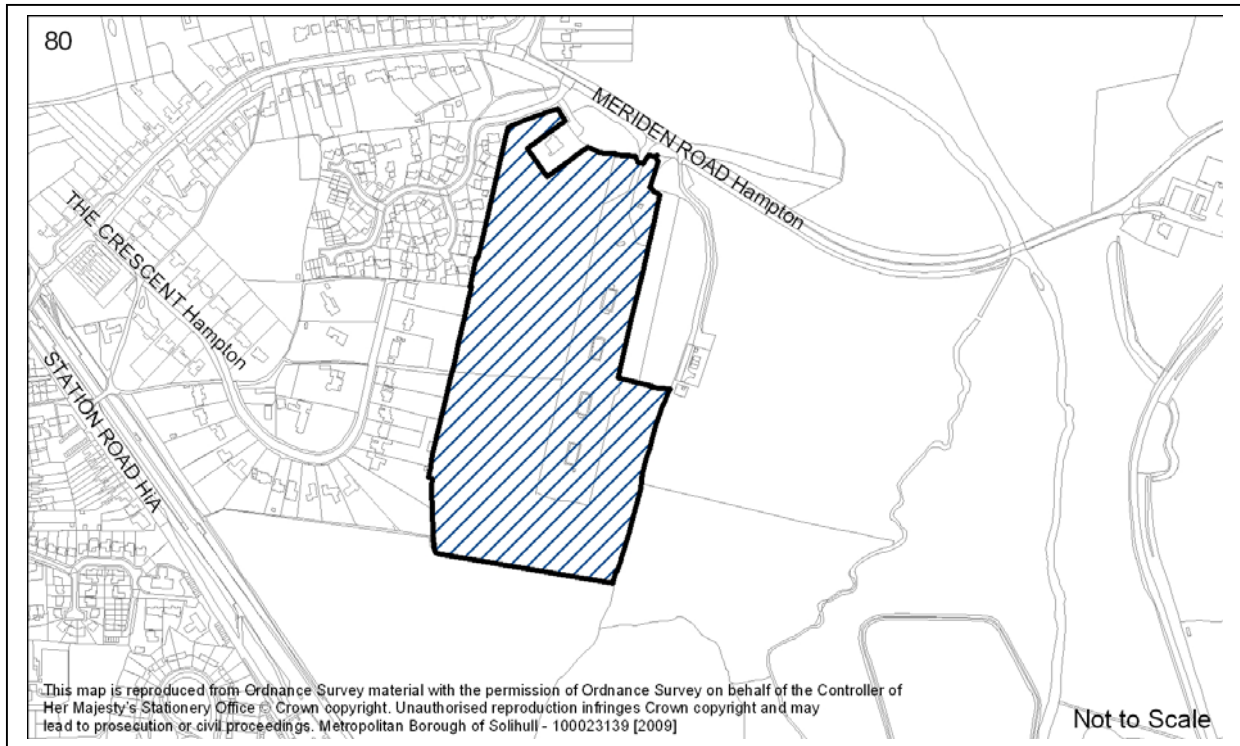 80
MERIDEN ROAD Hampton
THE CRESCENT Hampton
STATION ROAD HiA
This map is reproduced from Ordnance Survey material with the permission of Ordnance Survey on behalf of the Controller of
Her Majesty's Stationery Office © Crown copyright. Unauthorised reproduction infringes Crown copyright and may
lead to prosecution or civil proceedings. Metropolitan Borough of Solihull - 100023139 [2009]
Not to Scale